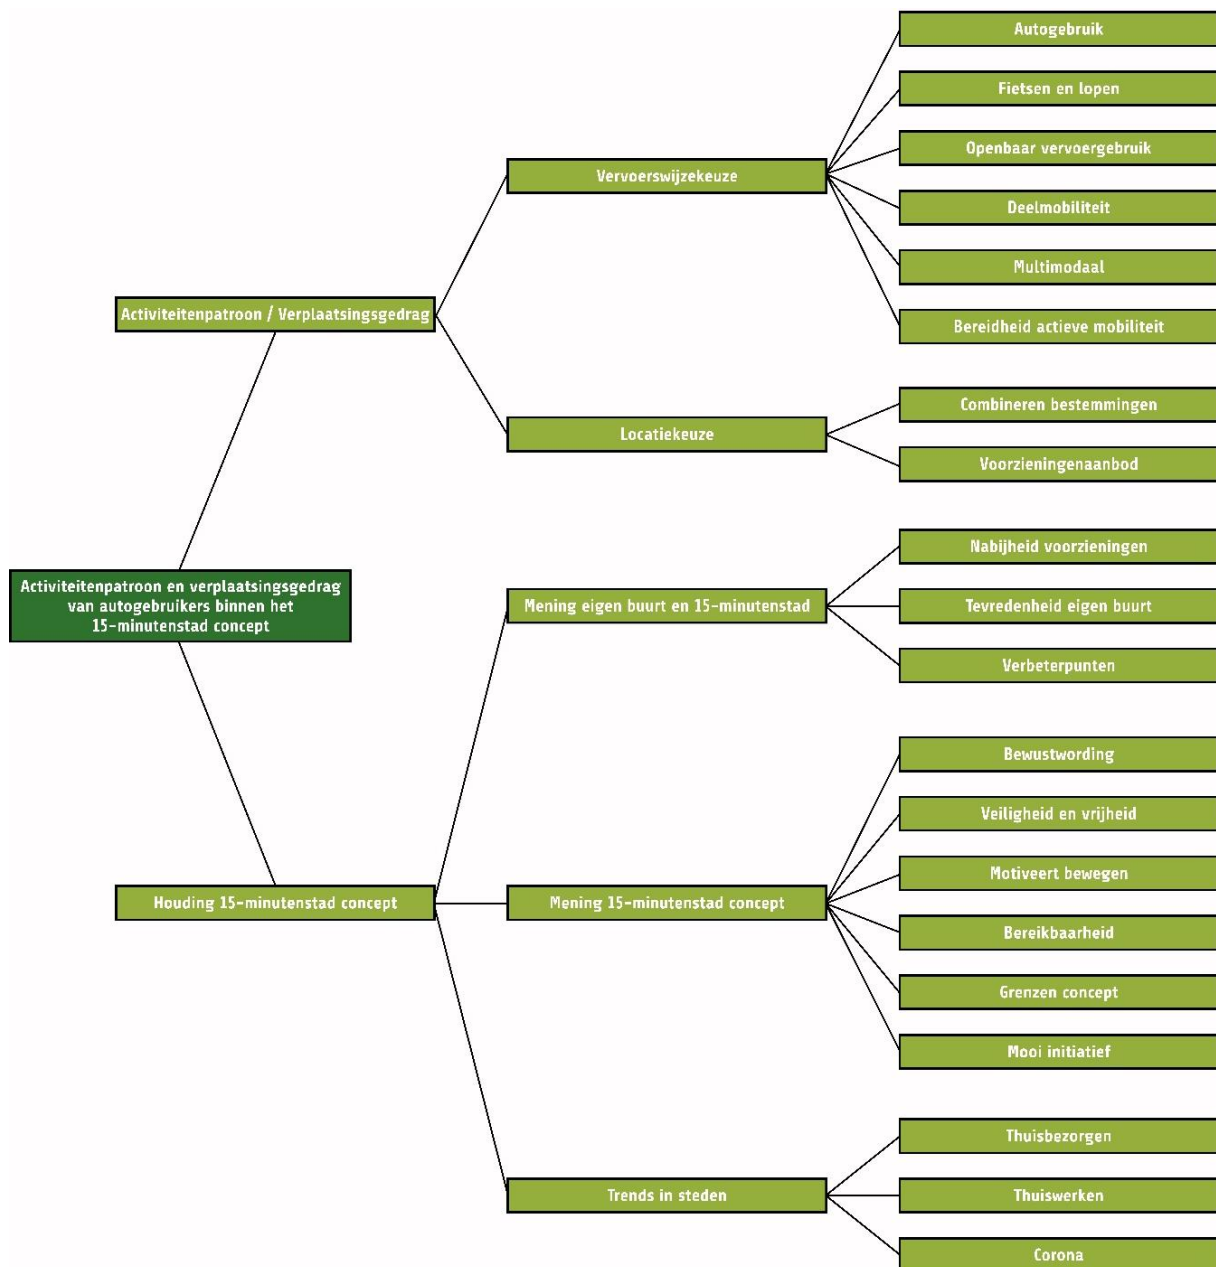 Autogebruik
Fietsen en lopen
Openbaar vervoergebruik
Vervoerswijzekeuze
Deelmobiliteit
Multimodaal
Activiteitenpatroon / Verplaatsingsgedrag
Bereidheid actieve mobiliteit
Combineren bestemmingen
Locatiekeuze
Voorzieningenaanbod
Nabijheid voorzieningen
Activiteitenpatroon en verplaatsingsgedrag
van autogebruikers binnen het
15-minutenstad concept
Mening eigen buurt en 15-minutenstad
Tevredenheid eigen buurt
Verbeterpunten
Bewustwording
Veiligheid en vrijheid
Motiveert bewegen
Houding 15-minutenstad concept
Mening 15-minutenstad concept
Bereikbaarheid
Grenzen concept
Mooi initiatief
Thuisbezorgen
Trends in steden
Thuiswerken
Corona